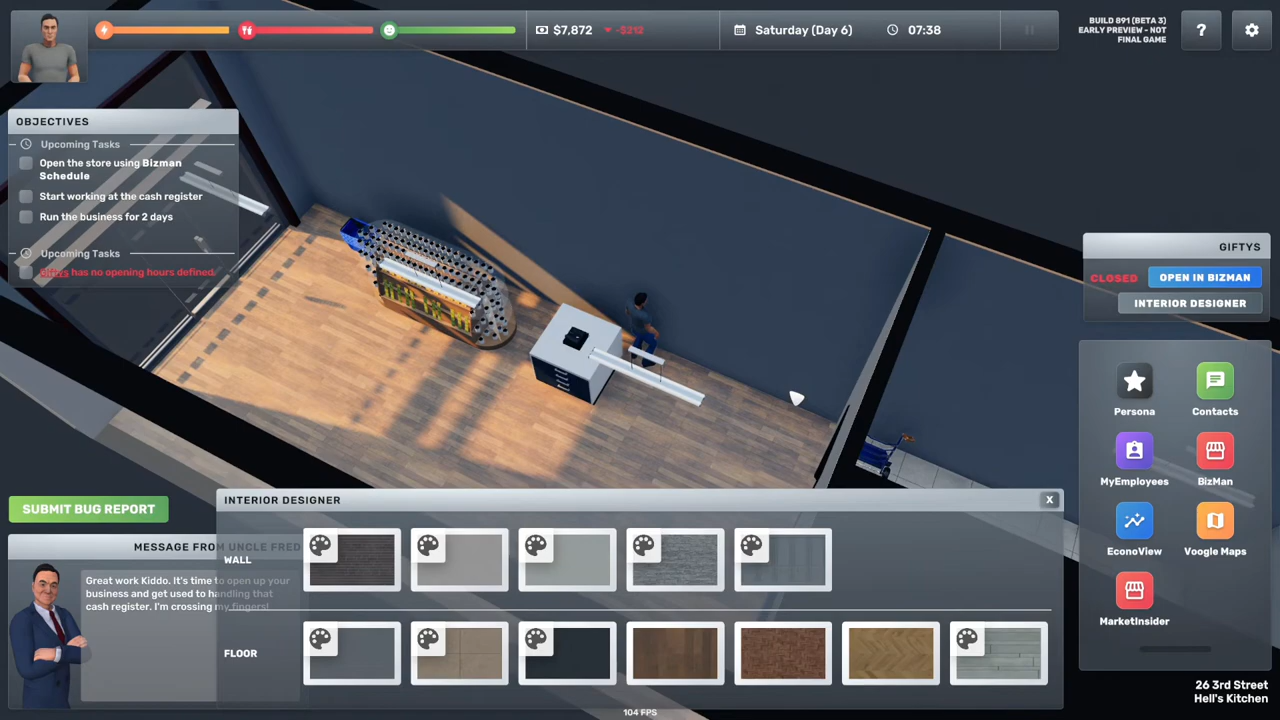 $7,872
-$212
Saturday (Day 6)
07:38
BUILD 891 (BETA 3)
EARLY PREVIEW - NOT
FINAL GAME
?
OBJECTIVES
Upcoming Tasks
Open the store using Bizman
Schedule
Start working at the cash register
Run the business for 2 days
Upcoming Tasks
Giftys has no opening hours defined.
GIFTYS
CLOSED
OPEN IN BIZMAN
INTERIOR DESIGNER
Persona
Contacts
MyEmployees
BizMan
EconoView
Voogle Maps
MarketInsider
SUBMIT BUG REPORT
MESSAGE FROM UNCLE FRED
Great work Kiddo. It's time to open up your
business and get used to handling that
cash register. I'm crossing my fingers!
INTERIOR DESIGNER
X
WALL
FLOOR
26 3rd Street
Hell's Kitchen
104 FPS